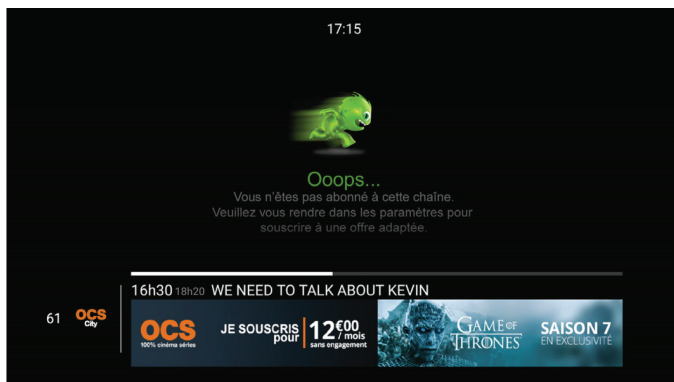 17:15
Ooops...
Vous n'êtes pas abonné à cette chaîne.
Veuillez vous rendre dans les paramètres pour
souscrire à une offre adaptée.
16h30 18h20 WE NEED TO TALK ABOUT KEVIN
61 OCS
City
OCS
100% cinéma séries
JE SOUSCRIS
pour
12€00
/ mois
sans engagement
GAME OF
THRONES
SAISON 7
EN EXCLUSIVITÉ